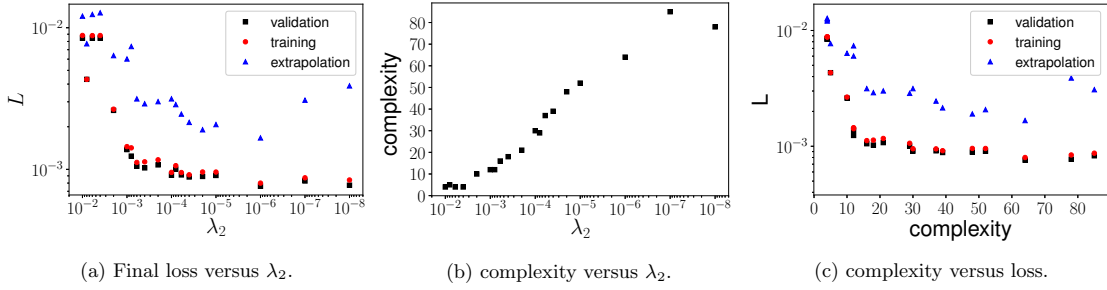 10⁻²
10⁻³
L
validation
training
extrapolation
10⁻² 10⁻³ 10⁻⁴ 10⁻⁵ 10⁻⁶ 10⁻⁷ 10⁻⁸
λ₂
(a) Final loss versus λ₂.
80
70
60
50
40
30
20
10
0
complexity
10⁻² 10⁻³ 10⁻⁴ 10⁻⁵ 10⁻⁶ 10⁻⁷ 10⁻⁸
λ₂
(b) complexity versus λ₂.
10⁻²
10⁻³
L
validation
training
extrapolation
0 10 20 30 40 50 60 70 80
complexity
(c) complexity versus loss.